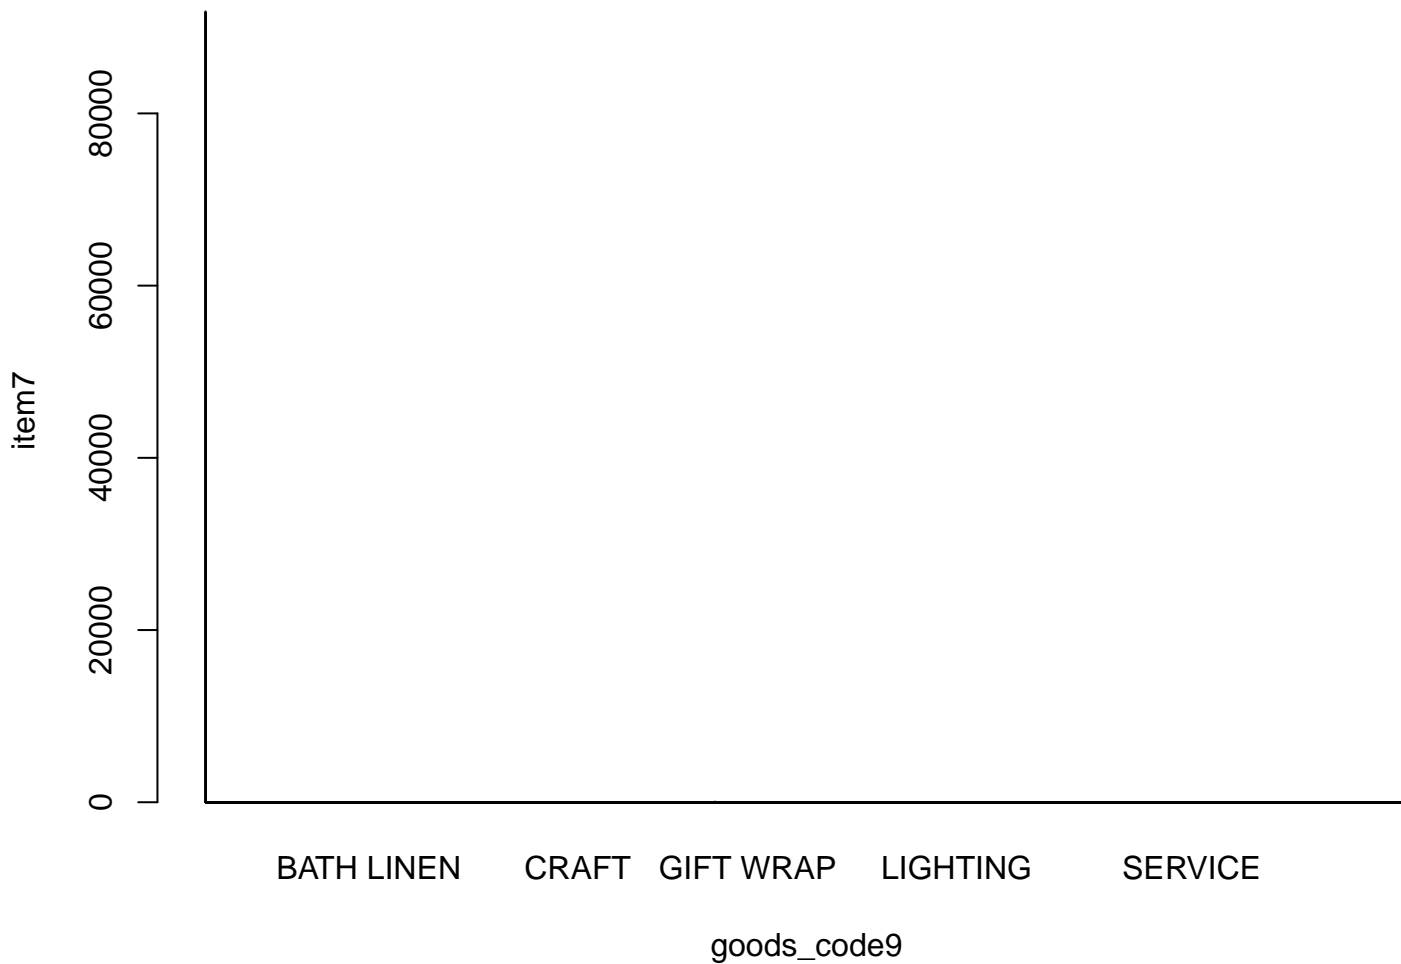 80000
60000
40000
20000
0
item7
BATH LINEN CRAFT GIFT WRAP LIGHTING SERVICE
goods_code9